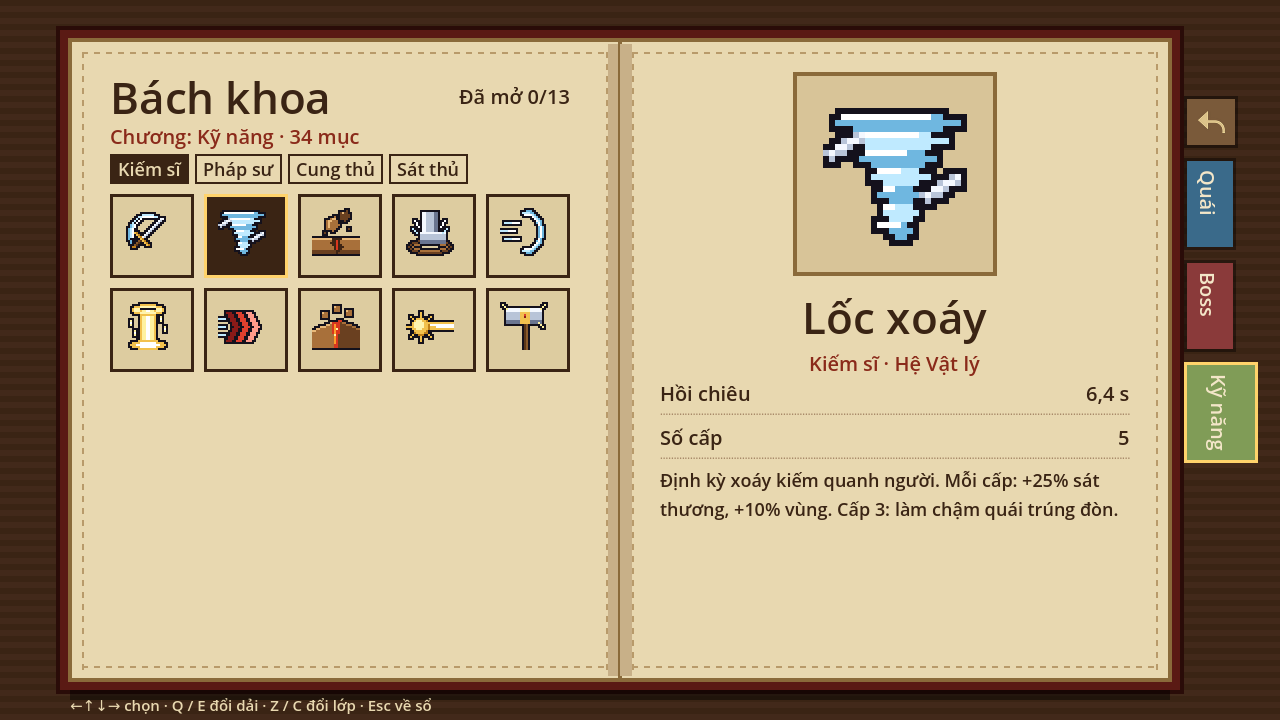 Bách khoa
Đã mở 0/13
Chương: Kỹ năng · 34 mục
Kiếm sĩ
Pháp sư
Cung thủ
Sát thủ
Lốc xoáy
Kiếm sĩ · Hệ Vật lý
Hồi chiêu 6,4 s
Số cấp 5
Định kỳ xoáy kiếm quanh người. Mỗi cấp: +25% sát
thương, +10% vùng. Cấp 3: làm chậm quái trúng đòn.
Quái
Boss
Kỹ năng
←↑↓→ chọn · Q / E đổi dải · Z / C đổi lớp · Esc về sổ